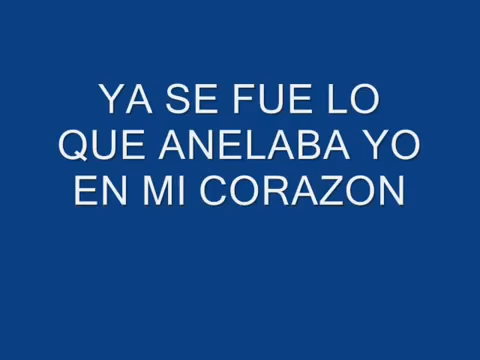 YA SE FUE LO
QUE ANELABA YO
EN MI CORAZON